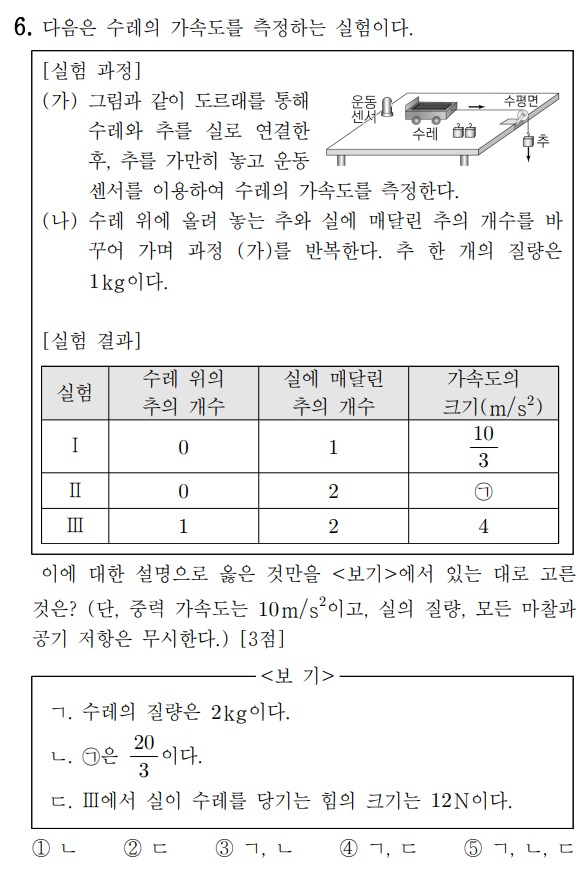 6. 다음은 수레의 가속도를 측정하는 실험이다.
[실험 과정]
(가) 그림과 같이 도르래를 통해
수레와 추를 실로 연결한
후, 추를 가만히 놓고 운동
센서를 이용하여 수레의 가속도를 측정한다.
운동
센서
수레
수평면
추
(나) 수레 위에 올려 놓는 추와 실에 매달린 추의 개수를 바
꾸어 가며 과정 (가)를 반복한다. 추 한 개의 질량은
1kg이다.
[실험 결과]
실험 수레 위의 추의 개수 실에 매달린 추의 개수 가속도의 크기(m/s²)
Ⅰ 0 1 10/3
Ⅱ 0 2 ㉠
Ⅲ 1 2 4
이에 대한 설명으로 옳은 것만을 <보기>에서 있는 대로 고른
것은? (단, 중력 가속도는 10m/s²이고, 실의 질량, 모든 마찰과
공기 저항은 무시한다.) [3점]
<보 기>
ㄱ. 수레의 질량은 2kg이다.
ㄴ. ㉠은 20/3이다.
ㄷ. Ⅲ에서 실이 수레를 당기는 힘의 크기는 12N이다.
① ㄴ ② ㄷ ③ ㄱ, ㄴ ④ ㄱ, ㄷ ⑤ ㄱ, ㄴ, ㄷ